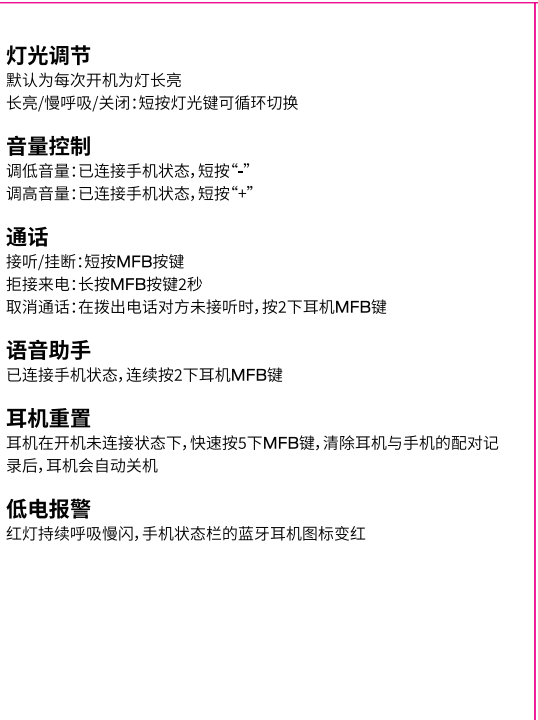 灯光调节
默认为每次开机为灯长亮
长亮/慢呼吸/关闭：短按灯光键可循环切换
音量控制
调低音量：已连接手机状态，短按“-”
调高音量：已连接手机状态，短按“+”
通话
接听/挂断：短按MFB按键
拒接来电：长按MFB按键2秒
取消通话：在拨出电话对方未接听时，按2下耳机MFB键
语音助手
已连接手机状态，连续按2下耳机MFB键
耳机重置
耳机在开机未连接状态下，快速按5下MFB键，清除耳机与手机的配对记
录后，耳机会自动关机
低电报警
红灯持续呼吸慢闪，手机状态栏的蓝牙耳机图标变红